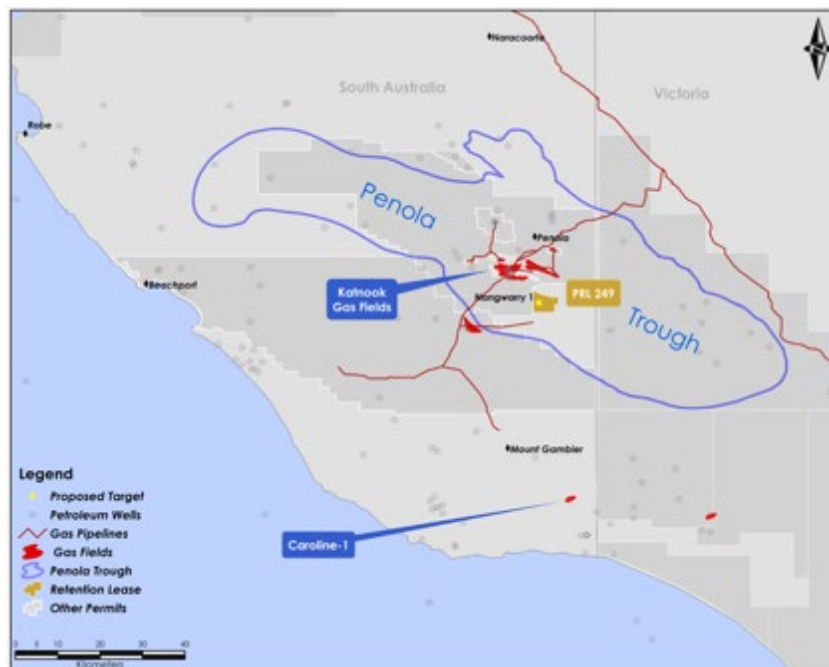 Naracoorte
South Australia
Victoria
Robe
Penola
Penola
Beachport
Katnook
Gas Fields
Nangwarry 1
PRL 249
Trough
Mount Gambier
Legend
Proposed Target
Petroleum Wells
Gas Pipelines
Gas Fields
Penola Trough
Retention Lease
Other Permits
Caroline-1
0 5 10 20 30 40
Kilometers